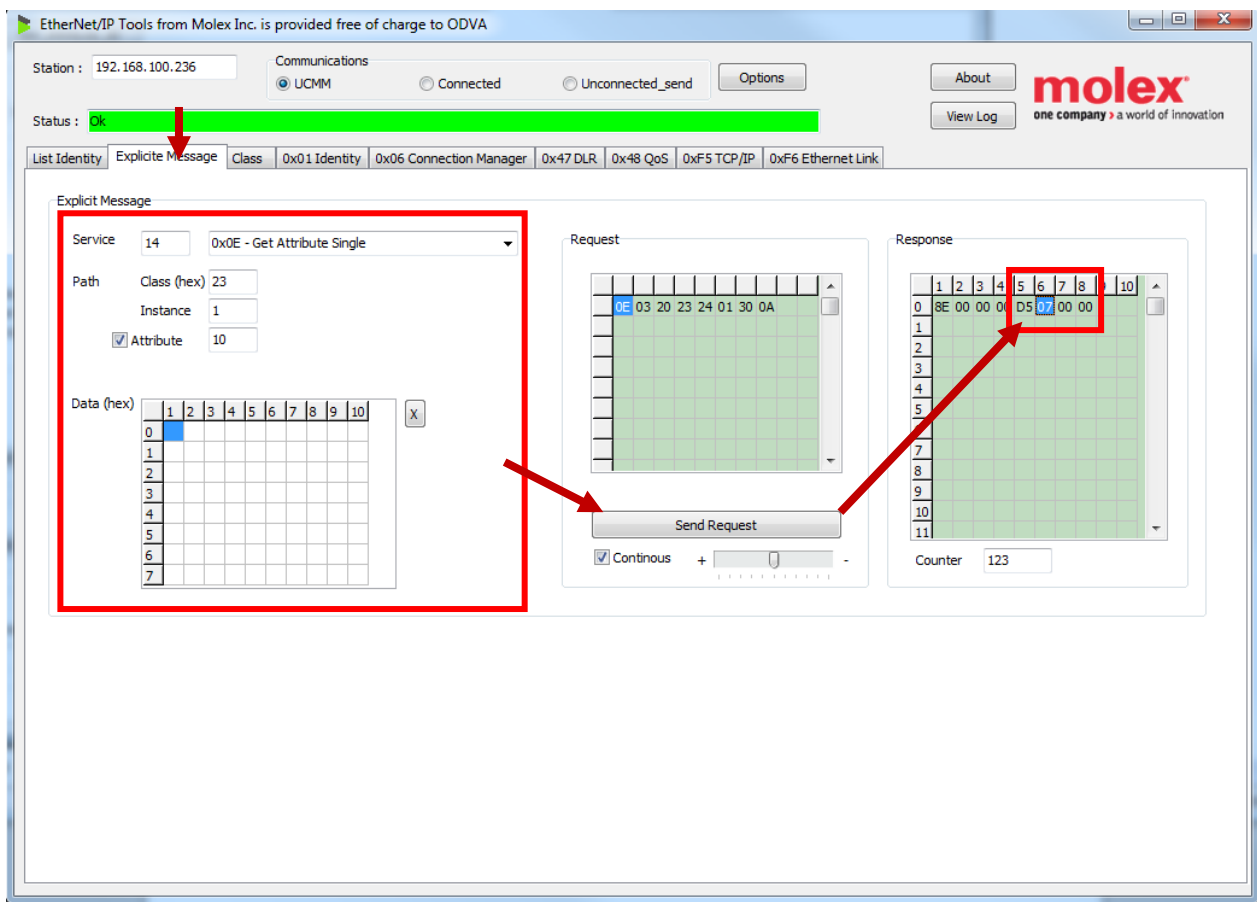 EtherNet/IP Tools from Molex Inc. is provided free of charge to ODVA
Station : 192.168.100.236
Communications
UCMM Connected Unconnected_send
Options
About
molex
one company > a world of innovation
Status : Ok
View Log
List Identity Explicite Message Class 0x01 Identity 0x06 Connection Manager 0x47 DLR 0x48 QoS 0xF5 TCP/IP 0xF6 Ethernet Link
Explicit Message
Service 14 0x0E - Get Attribute Single
Path Class (hex) 23
Instance 1
Attribute 10
Data (hex)
1 2 3 4 5 6 7 8 9 10
0
1
2
3
4
5
6
7
X
Request
0E 03 20 23 24 01 30 0A
Send Request
Continous + -
Response
1 2 3 4 5 6 7 8 10
0 8E 00 00 00 D5 07 00 00
1
2
3
4
5
7
8
9
10
11
Counter 123